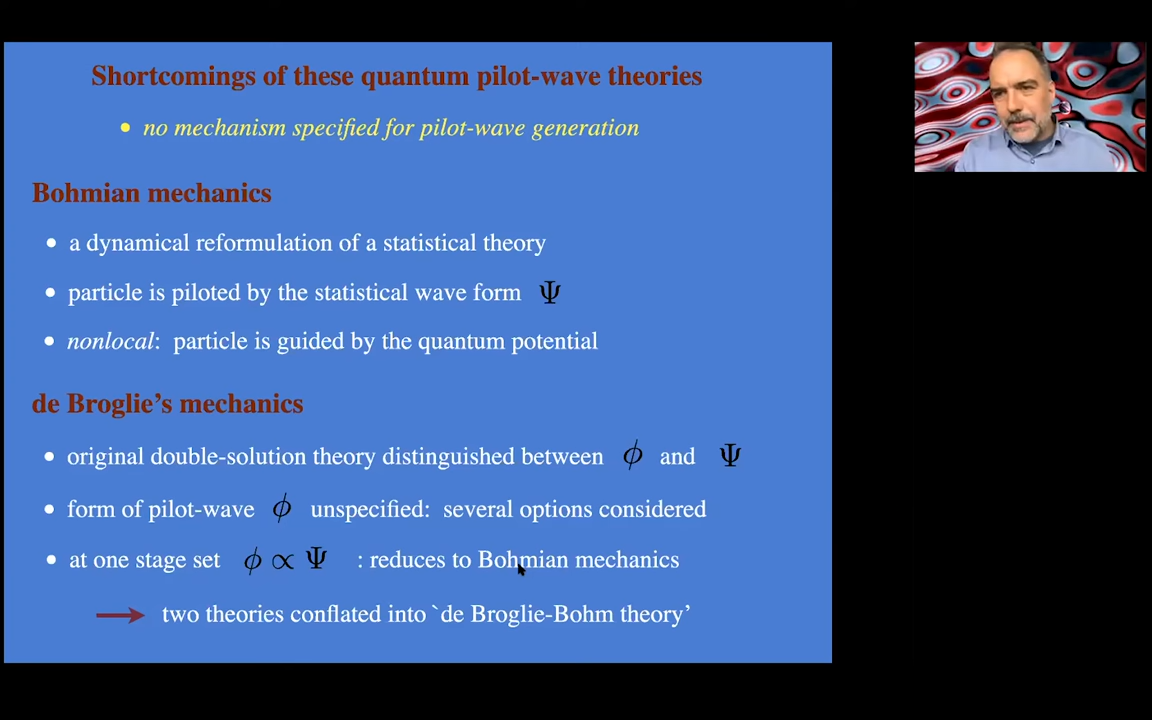 Shortcomings of these quantum pilot-wave theories
• no mechanism specified for pilot-wave generation
Bohmian mechanics
• a dynamical reformulation of a statistical theory
• particle is piloted by the statistical wave form Ψ
• nonlocal: particle is guided by the quantum potential
de Broglie's mechanics
• original double-solution theory distinguished between ϕ and Ψ
• form of pilot-wave ϕ unspecified: several options considered
• at one stage set ϕ ∝ Ψ : reduces to Bohmian mechanics
→ two theories conflated into `de Broglie-Bohm theory'